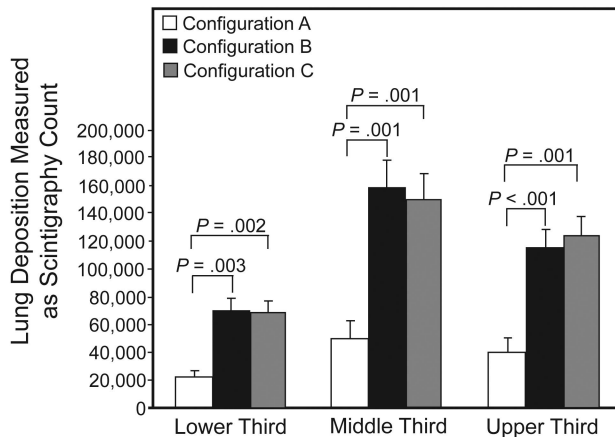 Configuration A
Configuration B
Configuration C
Lung Deposition Measured
as Scintigraphy Count
200,000
180,000
160,000
140,000
120,000
100,000
80,000
60,000
40,000
20,000
0
P = .002
P = .003
P = .001
P = .001
P = .001
P < .001
Lower Third
Middle Third
Upper Third